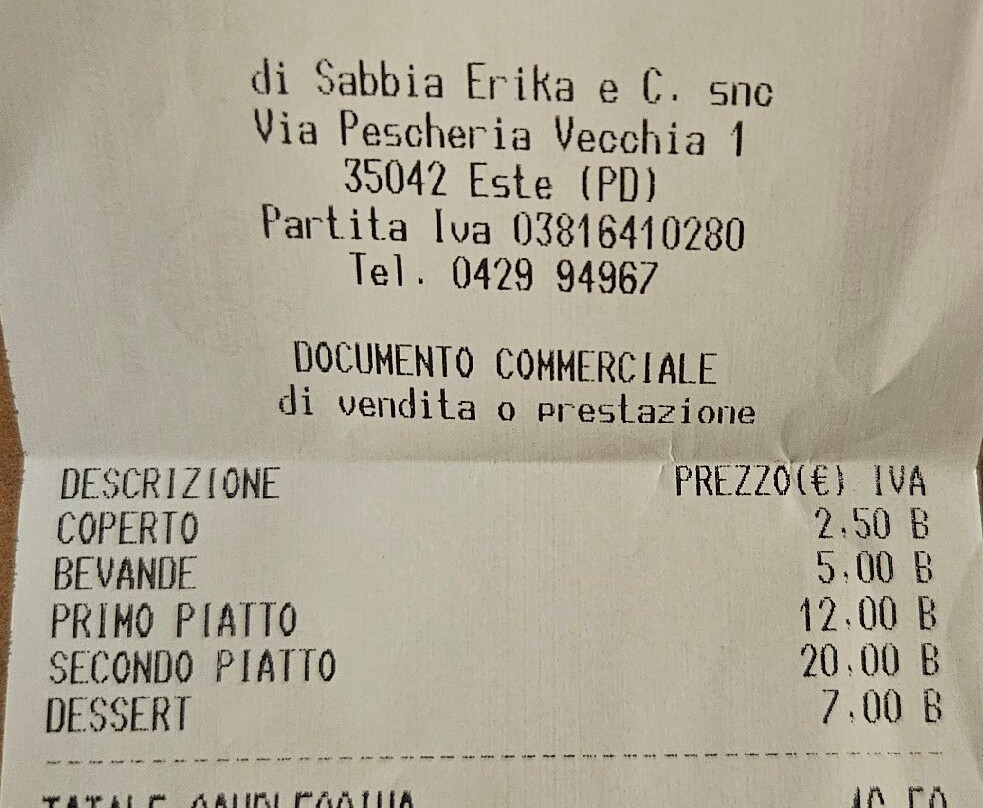 di Sabbia Erika e C. snc
Via Pescheria Vecchia 1
35042 Este (PD)
Partita Iva 03816410280
Tel. 0429 94967
DOCUMENTO COMMERCIALE
di vendita o prestazione
DESCRIZIONE PREZZO(€) IVA
COPERTO 2,50 B
BEVANDE 5,00 B
PRIMO PIATTO 12,00 B
SECONDO PIATTO 20,00 B
DESSERT 7,00 B